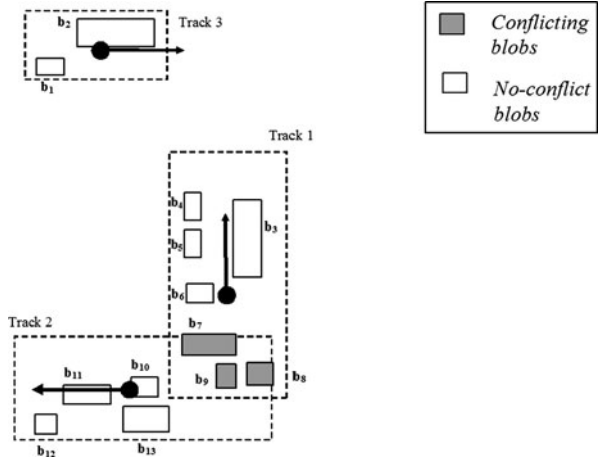 b2
Track 3
b1
Conflicting
blobs
No-conflict
blobs
Track 1
b4
b5
b3
b6
b7
Track 2
b10
b11
b9
b8
b12
b13